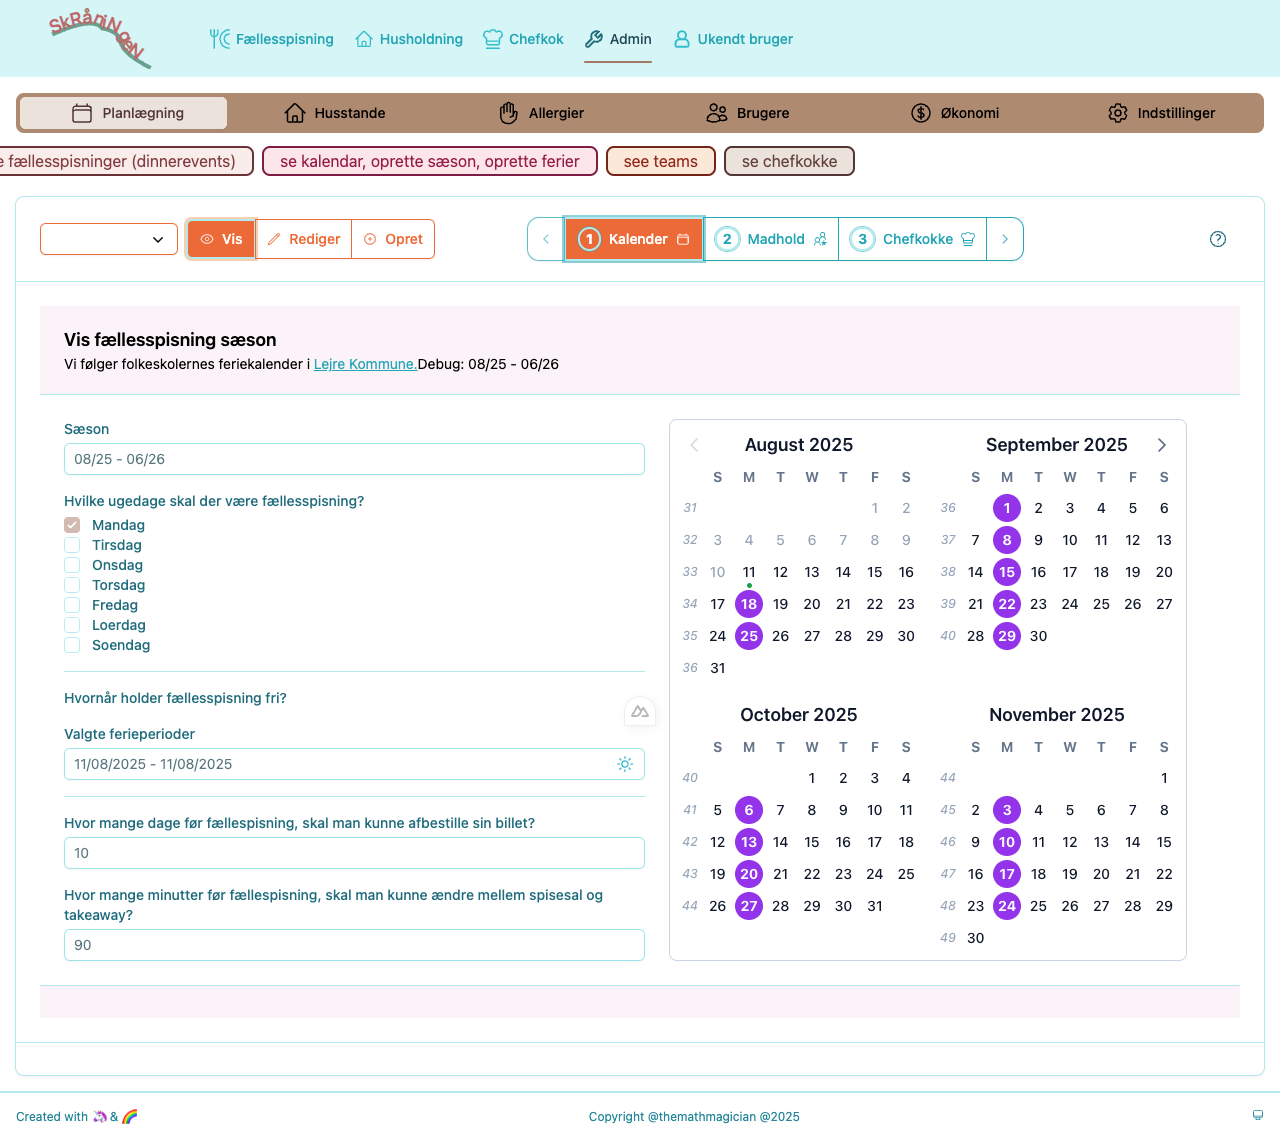 SkRåNiNGeN
Fællesspisning Husholdning Chefkok Admin Ukendt bruger
Planlægning Husstande Allergier Brugere Økonomi Indstillinger
e fællesspisninger (dinnerevents) se kalendar, oprette sæson, oprette ferier see teams se chefkokke
Vis Rediger Opret 1 Kalender 2 Madhold 3 Chefkokke
Vis fællesspisning sæson
Vi følger folkeskolernes feriekalender i Lejre Kommune.Debug: 08/25 - 06/26
Sæson
08/25 - 06/26
Hvilke ugedage skal der være fællesspisning?
Mandag
Tirsdag
Onsdag
Torsdag
Fredag
Loerdag
Soendag
Hvornår holder fællesspisning fri?
Valgte ferieperioder
11/08/2025 - 11/08/2025
Hvor mange dage før fællespisning, skal man kunne afbestille sin billet?
10
Hvor mange minutter før fællespisning, skal man kunne ændre mellem spisesal og
takeaway?
90
August 2025
S M T W T F S
31 1 2
32 3 4 5 6 7 8 9
33 10 11 12 13 14 15 16
34 17 18 19 20 21 22 23
35 24 25 26 27 28 29 30
36 31
September 2025
S M T W T F S
36 1 2 3 4 5 6
37 7 8 9 10 11 12 13
38 14 15 16 17 18 19 20
39 21 22 23 24 25 26 27
40 28 29 30
October 2025
S M T W T F S
40 1 2 3 4
41 5 6 7 8 9 10 11
42 12 13 14 15 16 17 18
43 19 20 21 22 23 24 25
44 26 27 28 29 30 31
November 2025
S M T W T F S
44 1
45 2 3 4 5 6 7 8
46 9 10 11 12 13 14 15
47 16 17 18 19 20 21 22
48 23 24 25 26 27 28 29
49 30
Created with 🦄 & 🌈
Copyright @themathmagician @2025